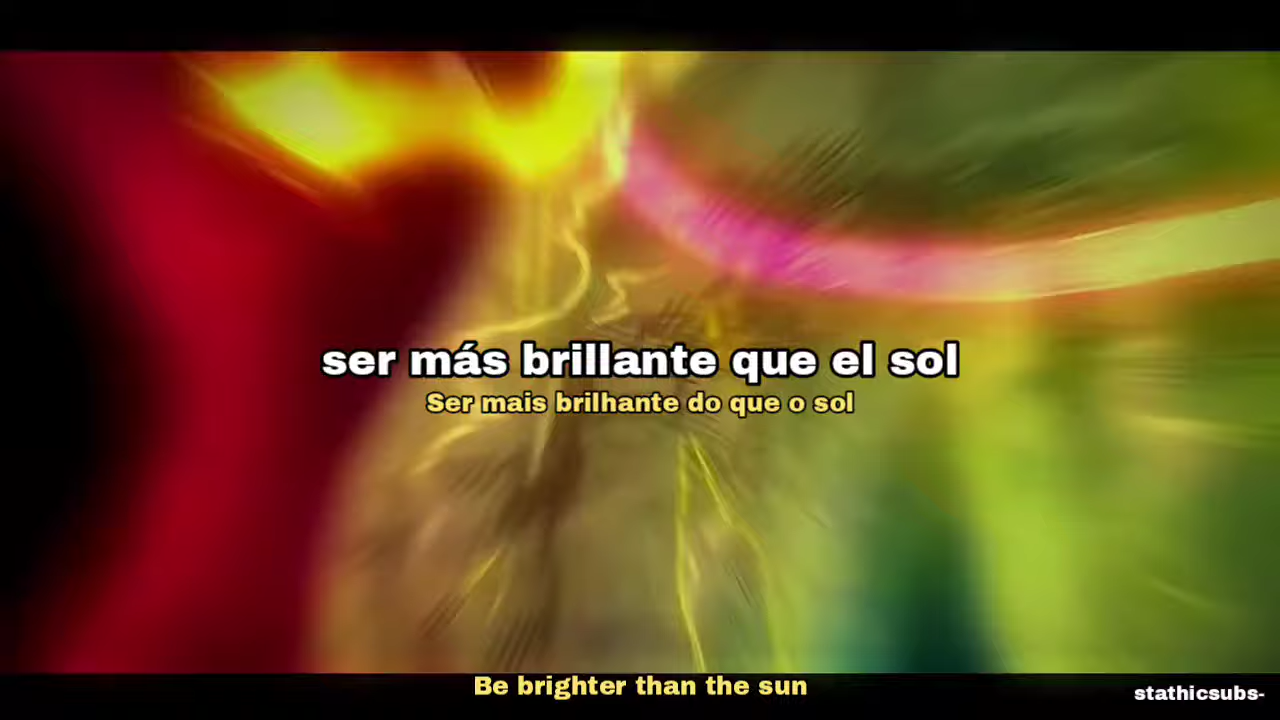 ser más brillante que el sol
Ser mais brilhante do que o sol
Be brighter than the sun
stathicsubs-